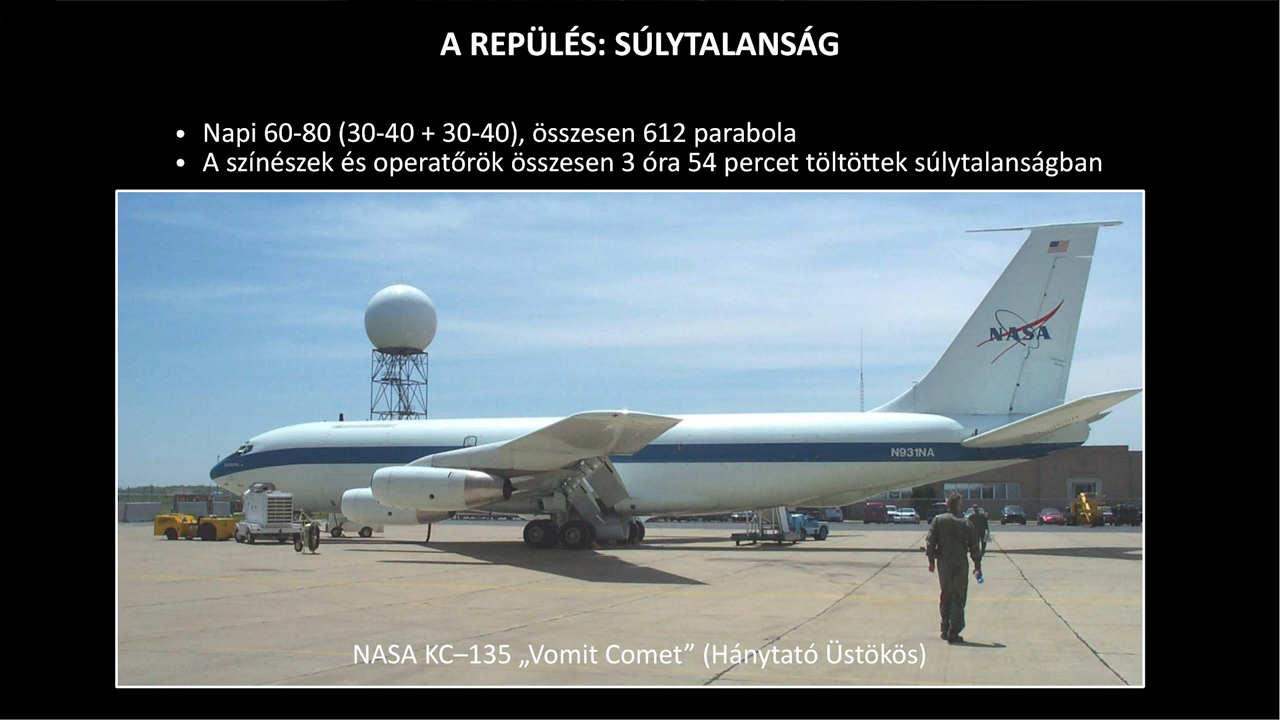 A REPÜLÉS: SÚLYTALANSÁG
• Napi 60-80 (30-40 + 30-40), összesen 612 parabola
• A színészek és operatőrök összesen 3 óra 54 percet töltöttek súlytalanságban
NASA
N931NA
NASA KC–135 „Vomit Comet” (Hánytató Üstökös)